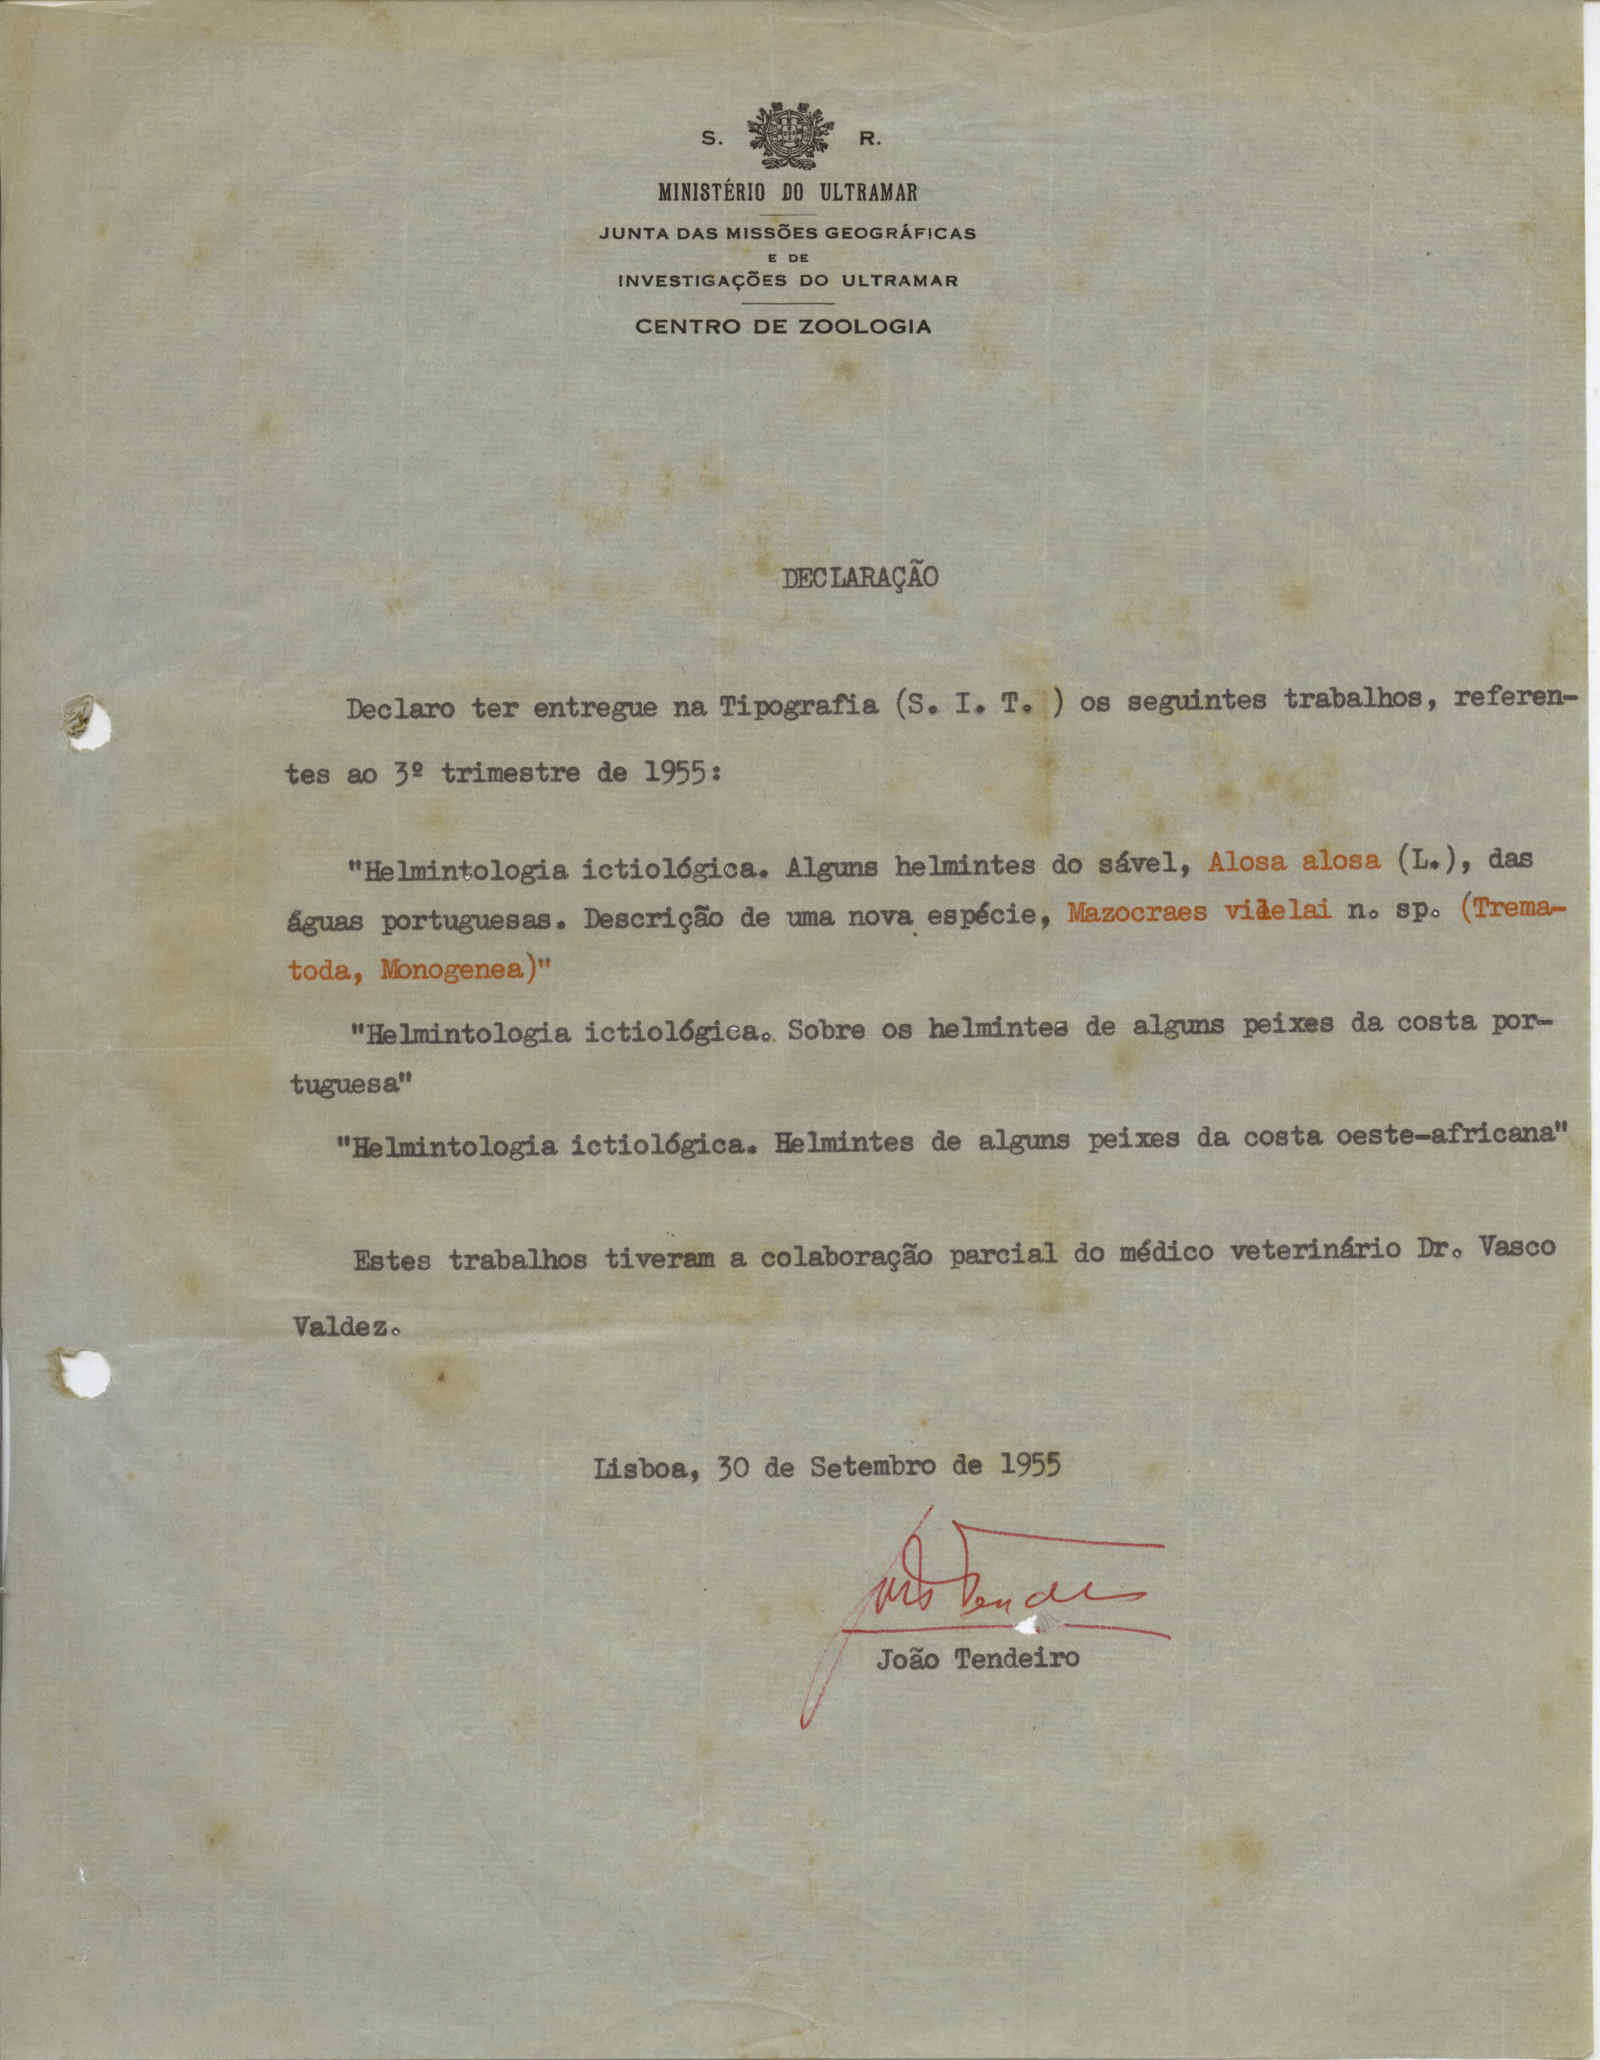 S. R.
MINISTÉRIO DO ULTRAMAR
JUNTA DAS MISSÕES GEOGRÁFICAS
E DE
INVESTIGAÇÕES DO ULTRAMAR
CENTRO DE ZOOLOGIA
DECLARAÇÃO
Declaro ter entregue na Tipografia (S. I. T. ) os seguintes trabalhos, referen-
tes ao 3º trimestre de 1955:
"Helmintologia ictiológica. Alguns helmintes do sável, Alosa alosa (L.), das
águas portuguesas. Descrição de uma nova espécie, Mazocraes vilelai n. sp. (Trema-
toda, Monogenea)"
"Helmintologia ictiológica. Sobre os helmintes de alguns peixes da costa por-
tuguesa"
"Helmintologia ictiológica. Helmintes de alguns peixes da costa oeste-africana"
Estes trabalhos tiveram a colaboração parcial do médico veterinário Dr. Vasco
Valdez.
Lisboa, 30 de Setembro de 1955
João Tendeiro